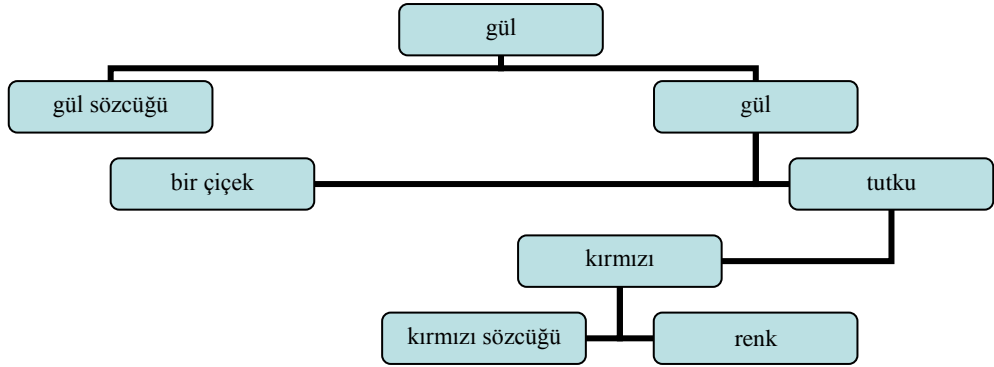 gül
gül sözcüğü
gül
bir çiçek
tutku
kırmızı
kırmızı sözcüğü
renk